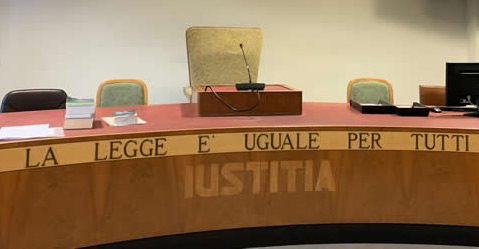 LA LEGGE E' UGUALE PER TUTTI
IUSTITIA